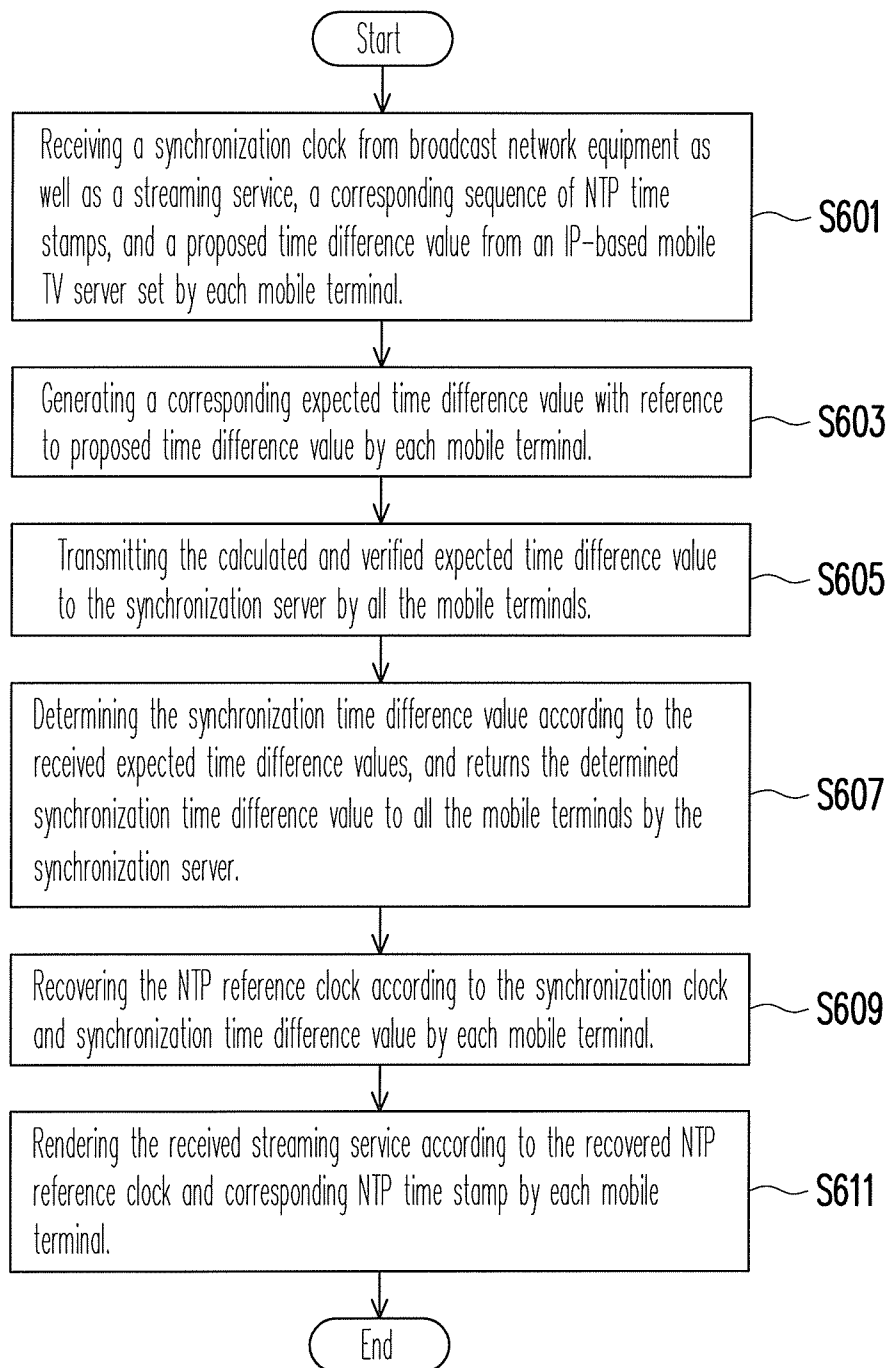 Start
Receiving a synchronization clock from broadcast network equipment as
well as a streaming service, a corresponding sequence of NTP time
stamps, and a proposed time difference value from an IP-based mobile
TV server set by each mobile terminal.
S601
Generating a corresponding expected time difference value with reference
to proposed time difference value by each mobile terminal.
S603
Transmitting the calculated and verified expected time difference value
to the synchronization server by all the mobile terminals.
S605
Determining the synchronization time difference value according to the
received expected time difference values, and returns the determined
synchronization time difference value to all the mobile terminals by the
synchronization server.
S607
Recovering the NTP reference clock according to the synchronization clock
and synchronization time difference value by each mobile terminal.
S609
Rendering the received streaming service according to the recovered NTP
reference clock and corresponding NTP time stamp by each mobile
terminal.
S611
End